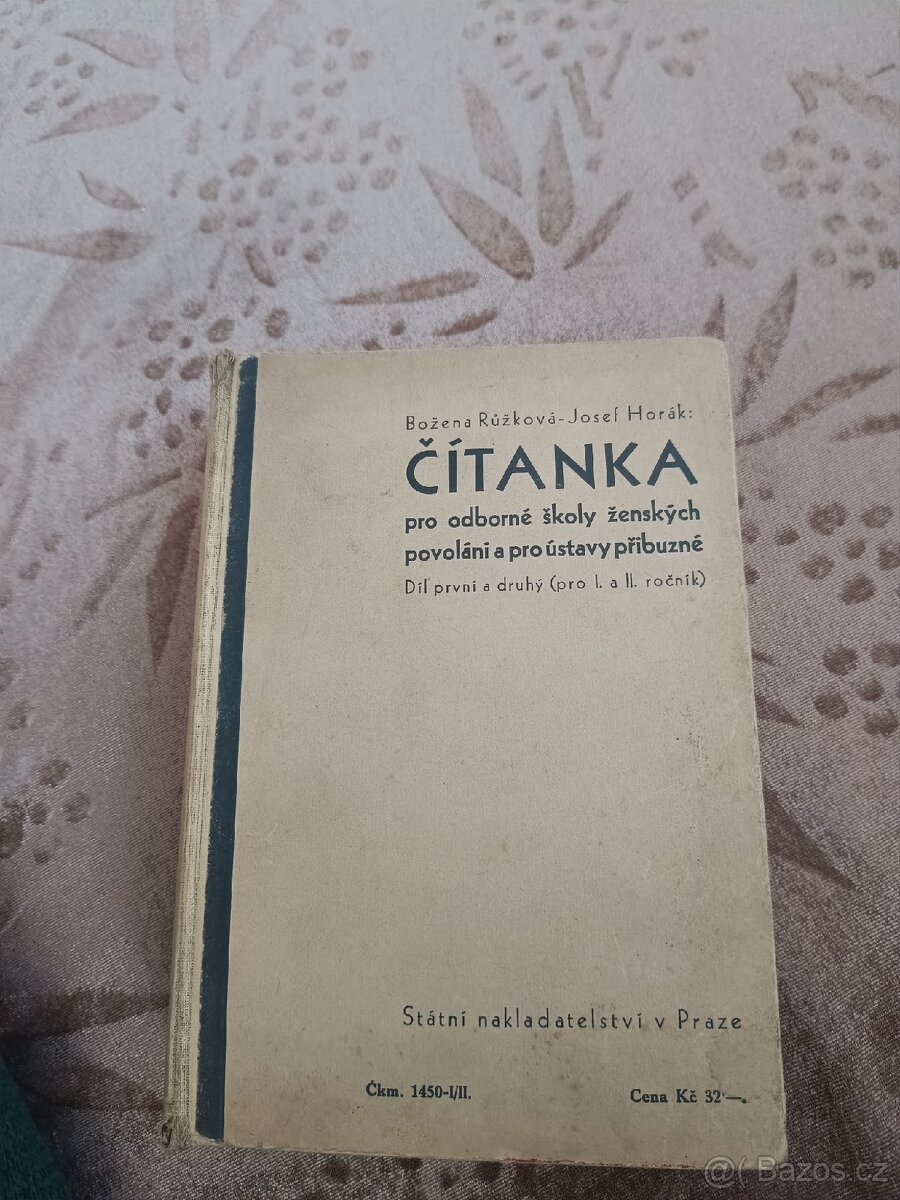 Božena Růžková-Josef Horák:
ČÍTANKA
pro odborné školy ženských
povolání a pro ústavy příbuzné
Díl první a druhý (pro I. a II. ročník)
Státní nakladatelství v Praze
Čkm. 1450-I/II.
Cena Kč 32·—.
@( Bazos.cz